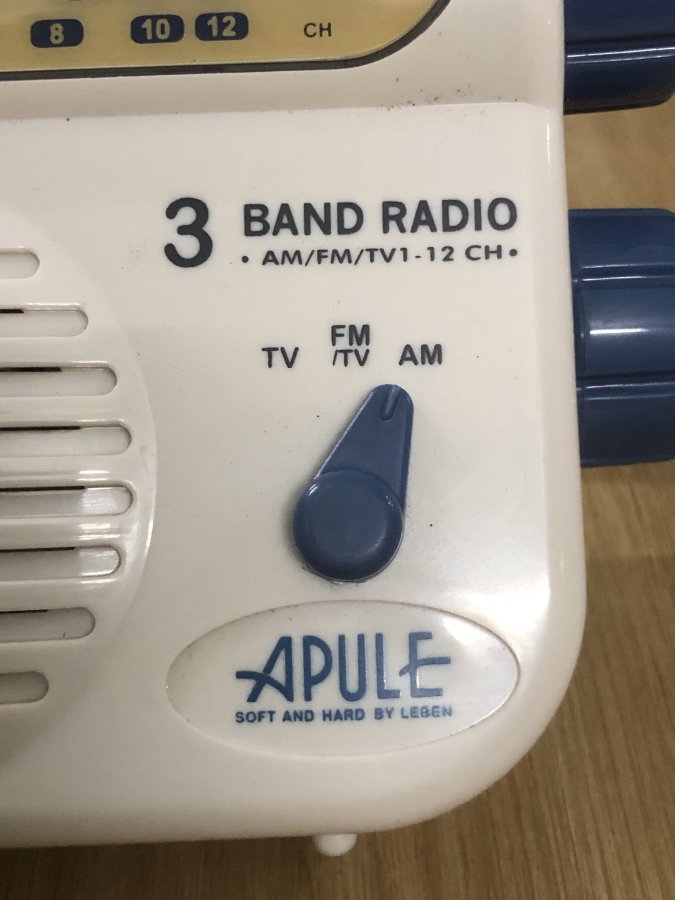 8 10 12 CH
3 BAND RADIO
• AM/FM/TV1-12 CH•
FM
TV /TV AM
APULE
SOFT AND HARD BY LEBEN